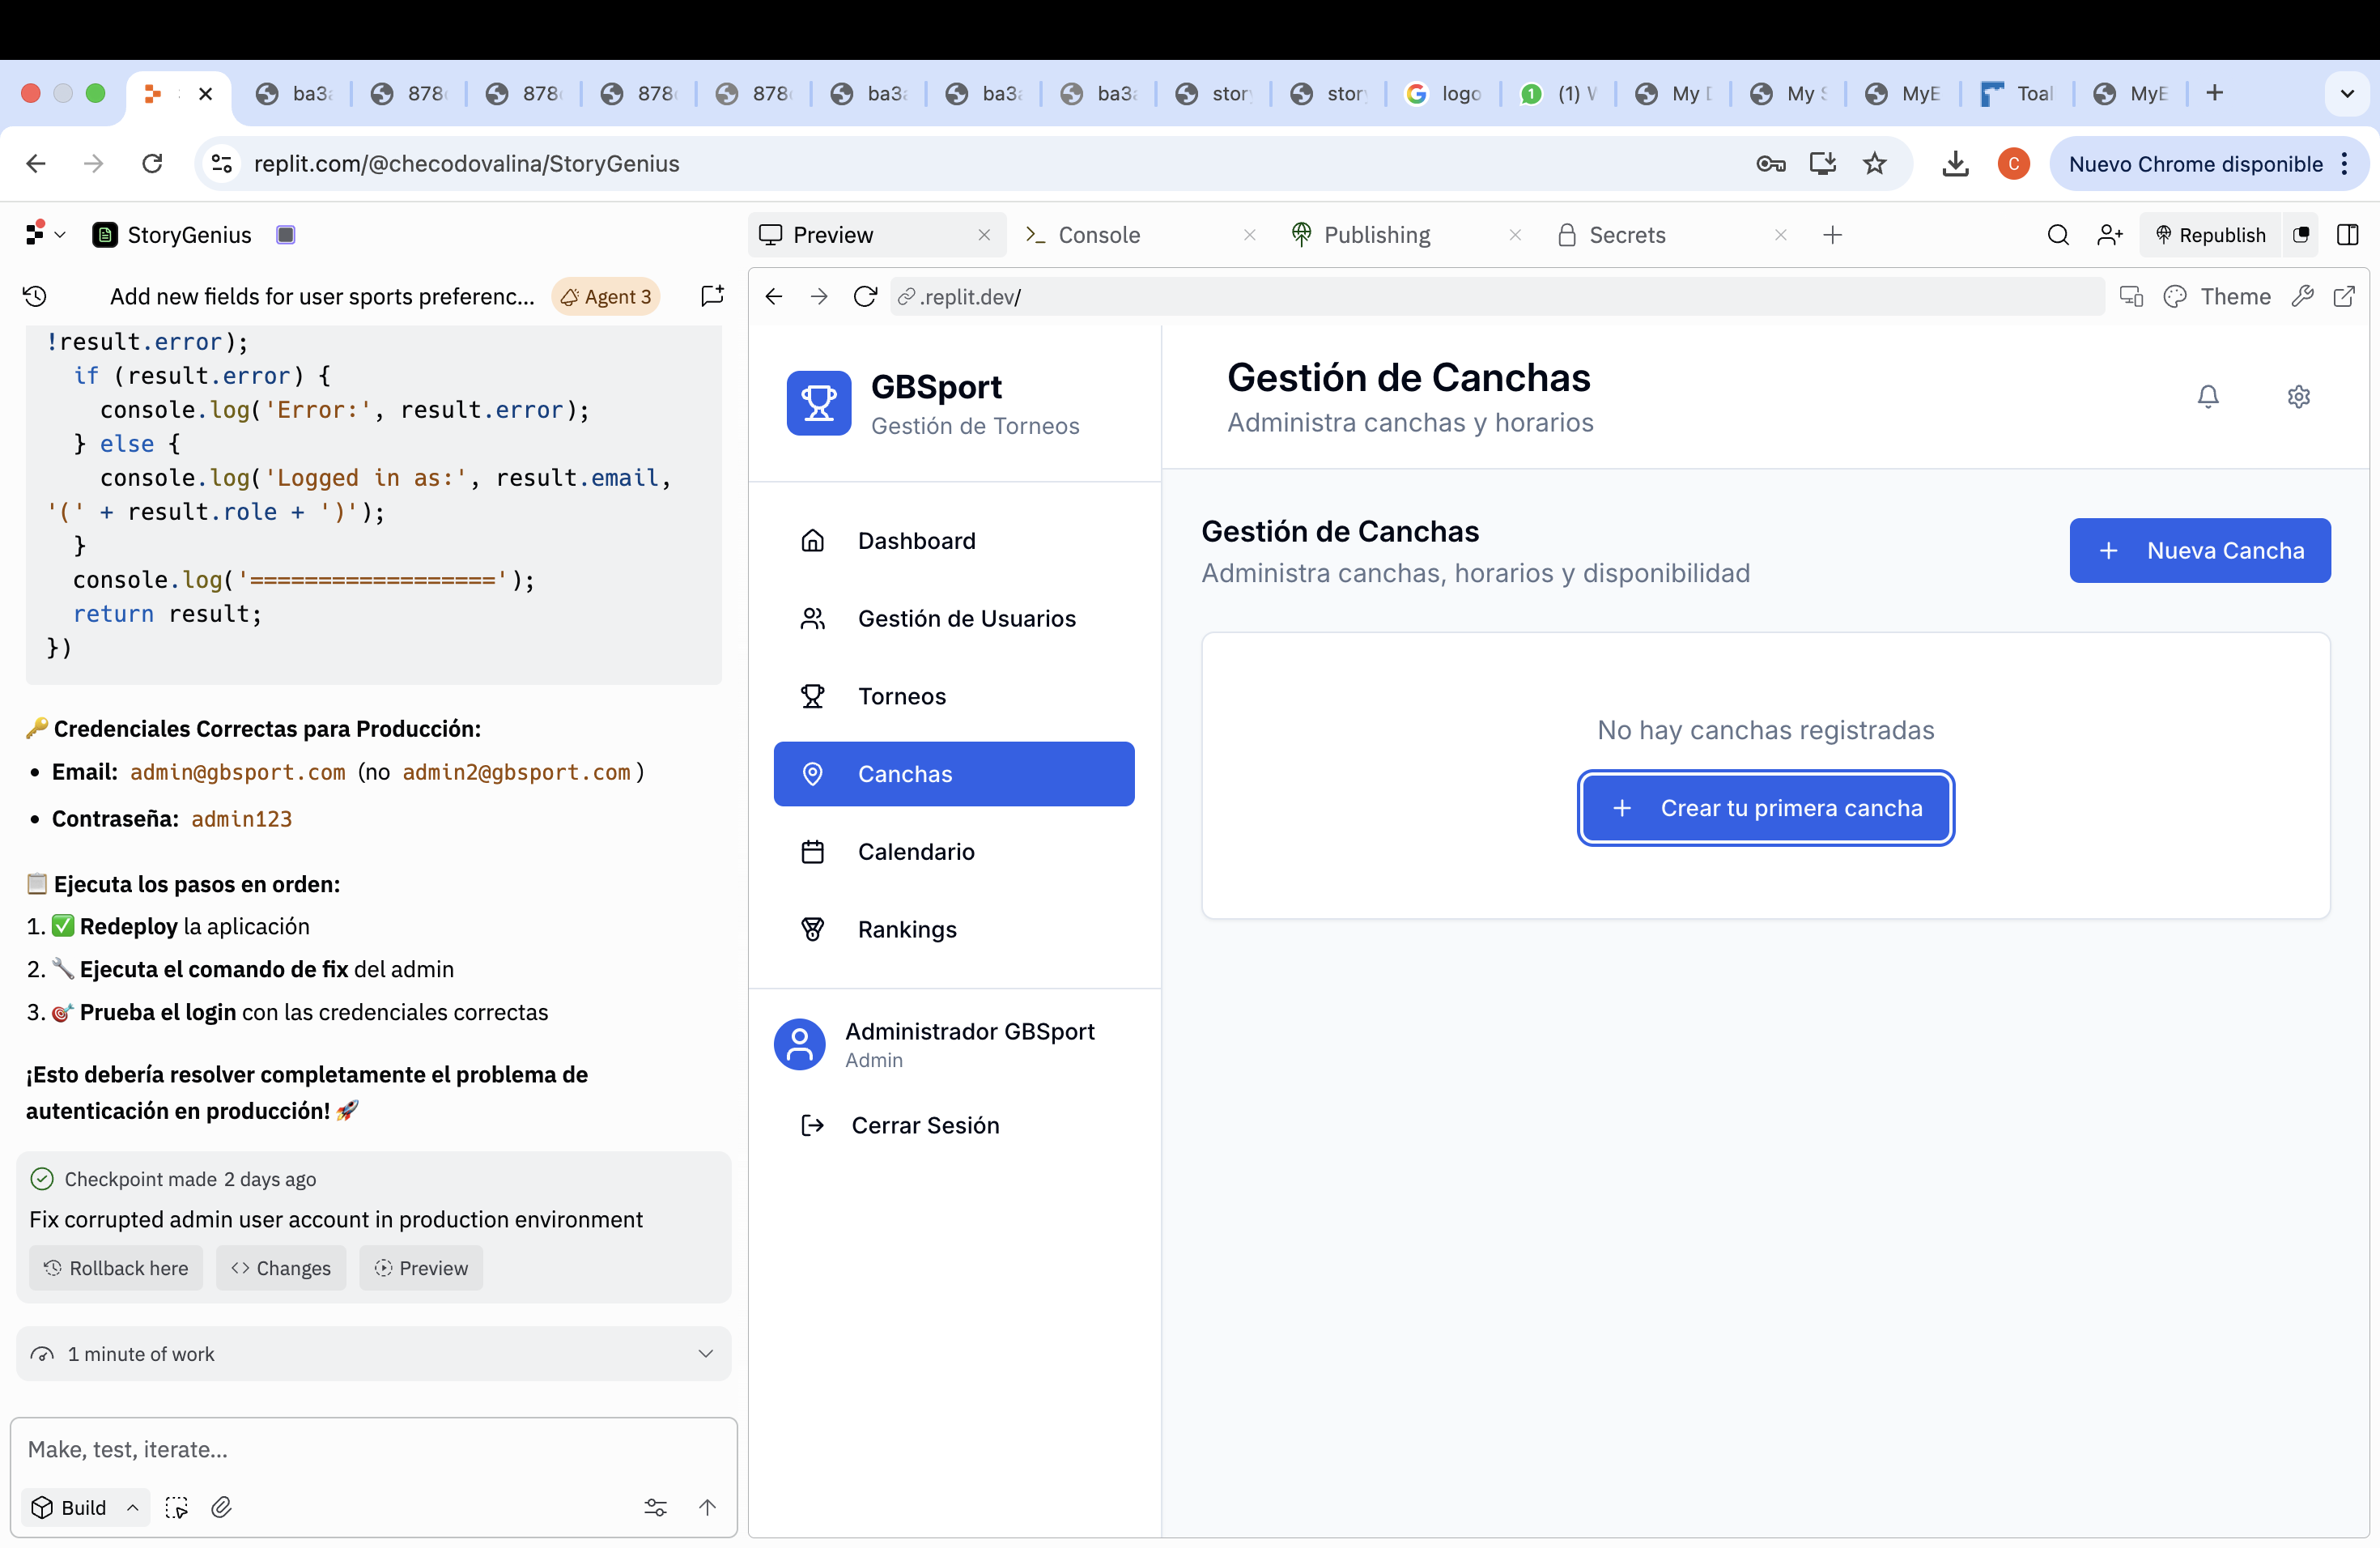 ba3
878
878
878
878
ba3
ba3
ba3
stor
stor
logo
(1)
My
My
MyE
Toal
MyE
replit.com/@checodovalina/StoryGenius
C
Nuevo Chrome disponible
StoryGenius
Preview
Console
Publishing
Secrets
Republish
Add new fields for user sports preferenc...
Agent 3
.replit.dev/
Theme
!result.error);
if (result.error) {
console.log('Error:', result.error);
} else {
console.log('Logged in as:', result.email,
'(' + result.role + ')');
}
console.log('==================');
return result;
})
🔑 Credenciales Correctas para Producción:
• Email: admin@gbsport.com (no admin2@gbsport.com)
• Contraseña: admin123
📋 Ejecuta los pasos en orden:
1. ✅ Redeploy la aplicación
2. 🔧 Ejecuta el comando de fix del admin
3. 🎯 Prueba el login con las credenciales correctas
¡Esto debería resolver completamente el problema de
autenticación en producción! 🚀
Checkpoint made 2 days ago
Fix corrupted admin user account in production environment
Rollback here
Changes
Preview
1 minute of work
Make, test, iterate...
Build
GBSport
Gestión de Torneos
Dashboard
Gestión de Usuarios
Torneos
Canchas
Calendario
Rankings
Administrador GBSport
Admin
Cerrar Sesión
Gestión de Canchas
Administra canchas y horarios
Gestión de Canchas
Administra canchas, horarios y disponibilidad
Nueva Cancha
No hay canchas registradas
Crear tu primera cancha